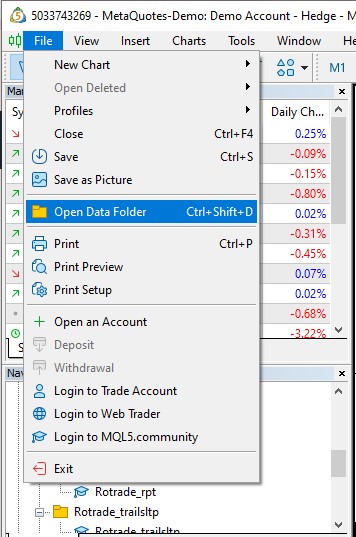 5033743269 - MetaQuotes-Demo: Demo Account - Hedge - M
File View Insert Charts Tools Window He
M1
Mar
Sy Daily Ch...
New Chart
Open Deleted
Profiles
Close Ctrl+F4
Save Ctrl+S
Save as Picture
Open Data Folder Ctrl+Shift+D
Print Ctrl+P
Print Preview
Print Setup
Open an Account
Deposit
Withdrawal
Login to Trade Account
Login to Web Trader
Login to MQL5.community
Exit
0.25%
-0.09%
-0.15%
-0.80%
0.02%
-0.31%
-0.45%
0.07%
0.02%
-0.68%
-3.22%
S
Nav
Rotrade_rpt
Rotrade_trailsltp
Rotrade_trailsltp